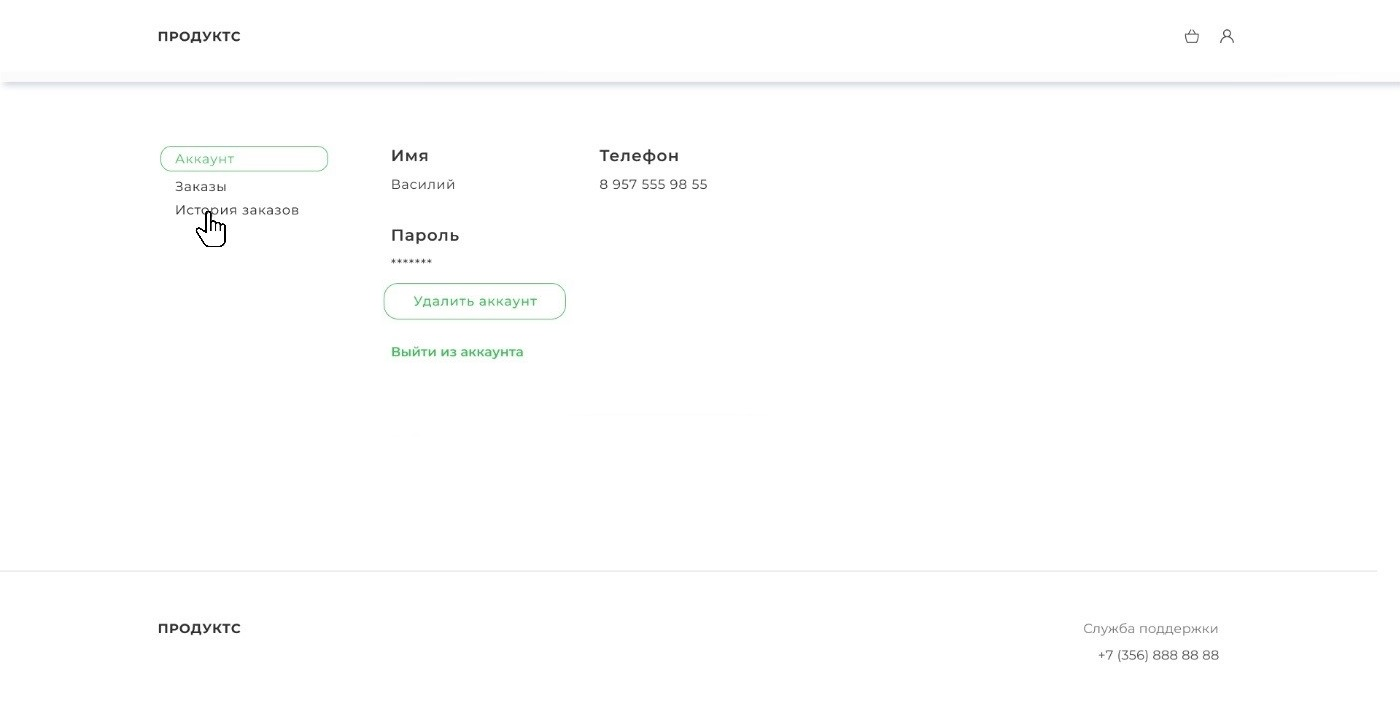 ПРОДУКТС
Аккаунт
Заказы
История заказов
Имя
Василий
Телефон
8 957 555 98 55
Пароль
*******
Удалить аккаунт
Выйти из аккаунта
ПРОДУКТС
Служба поддержки
+7 (356) 888 88 88